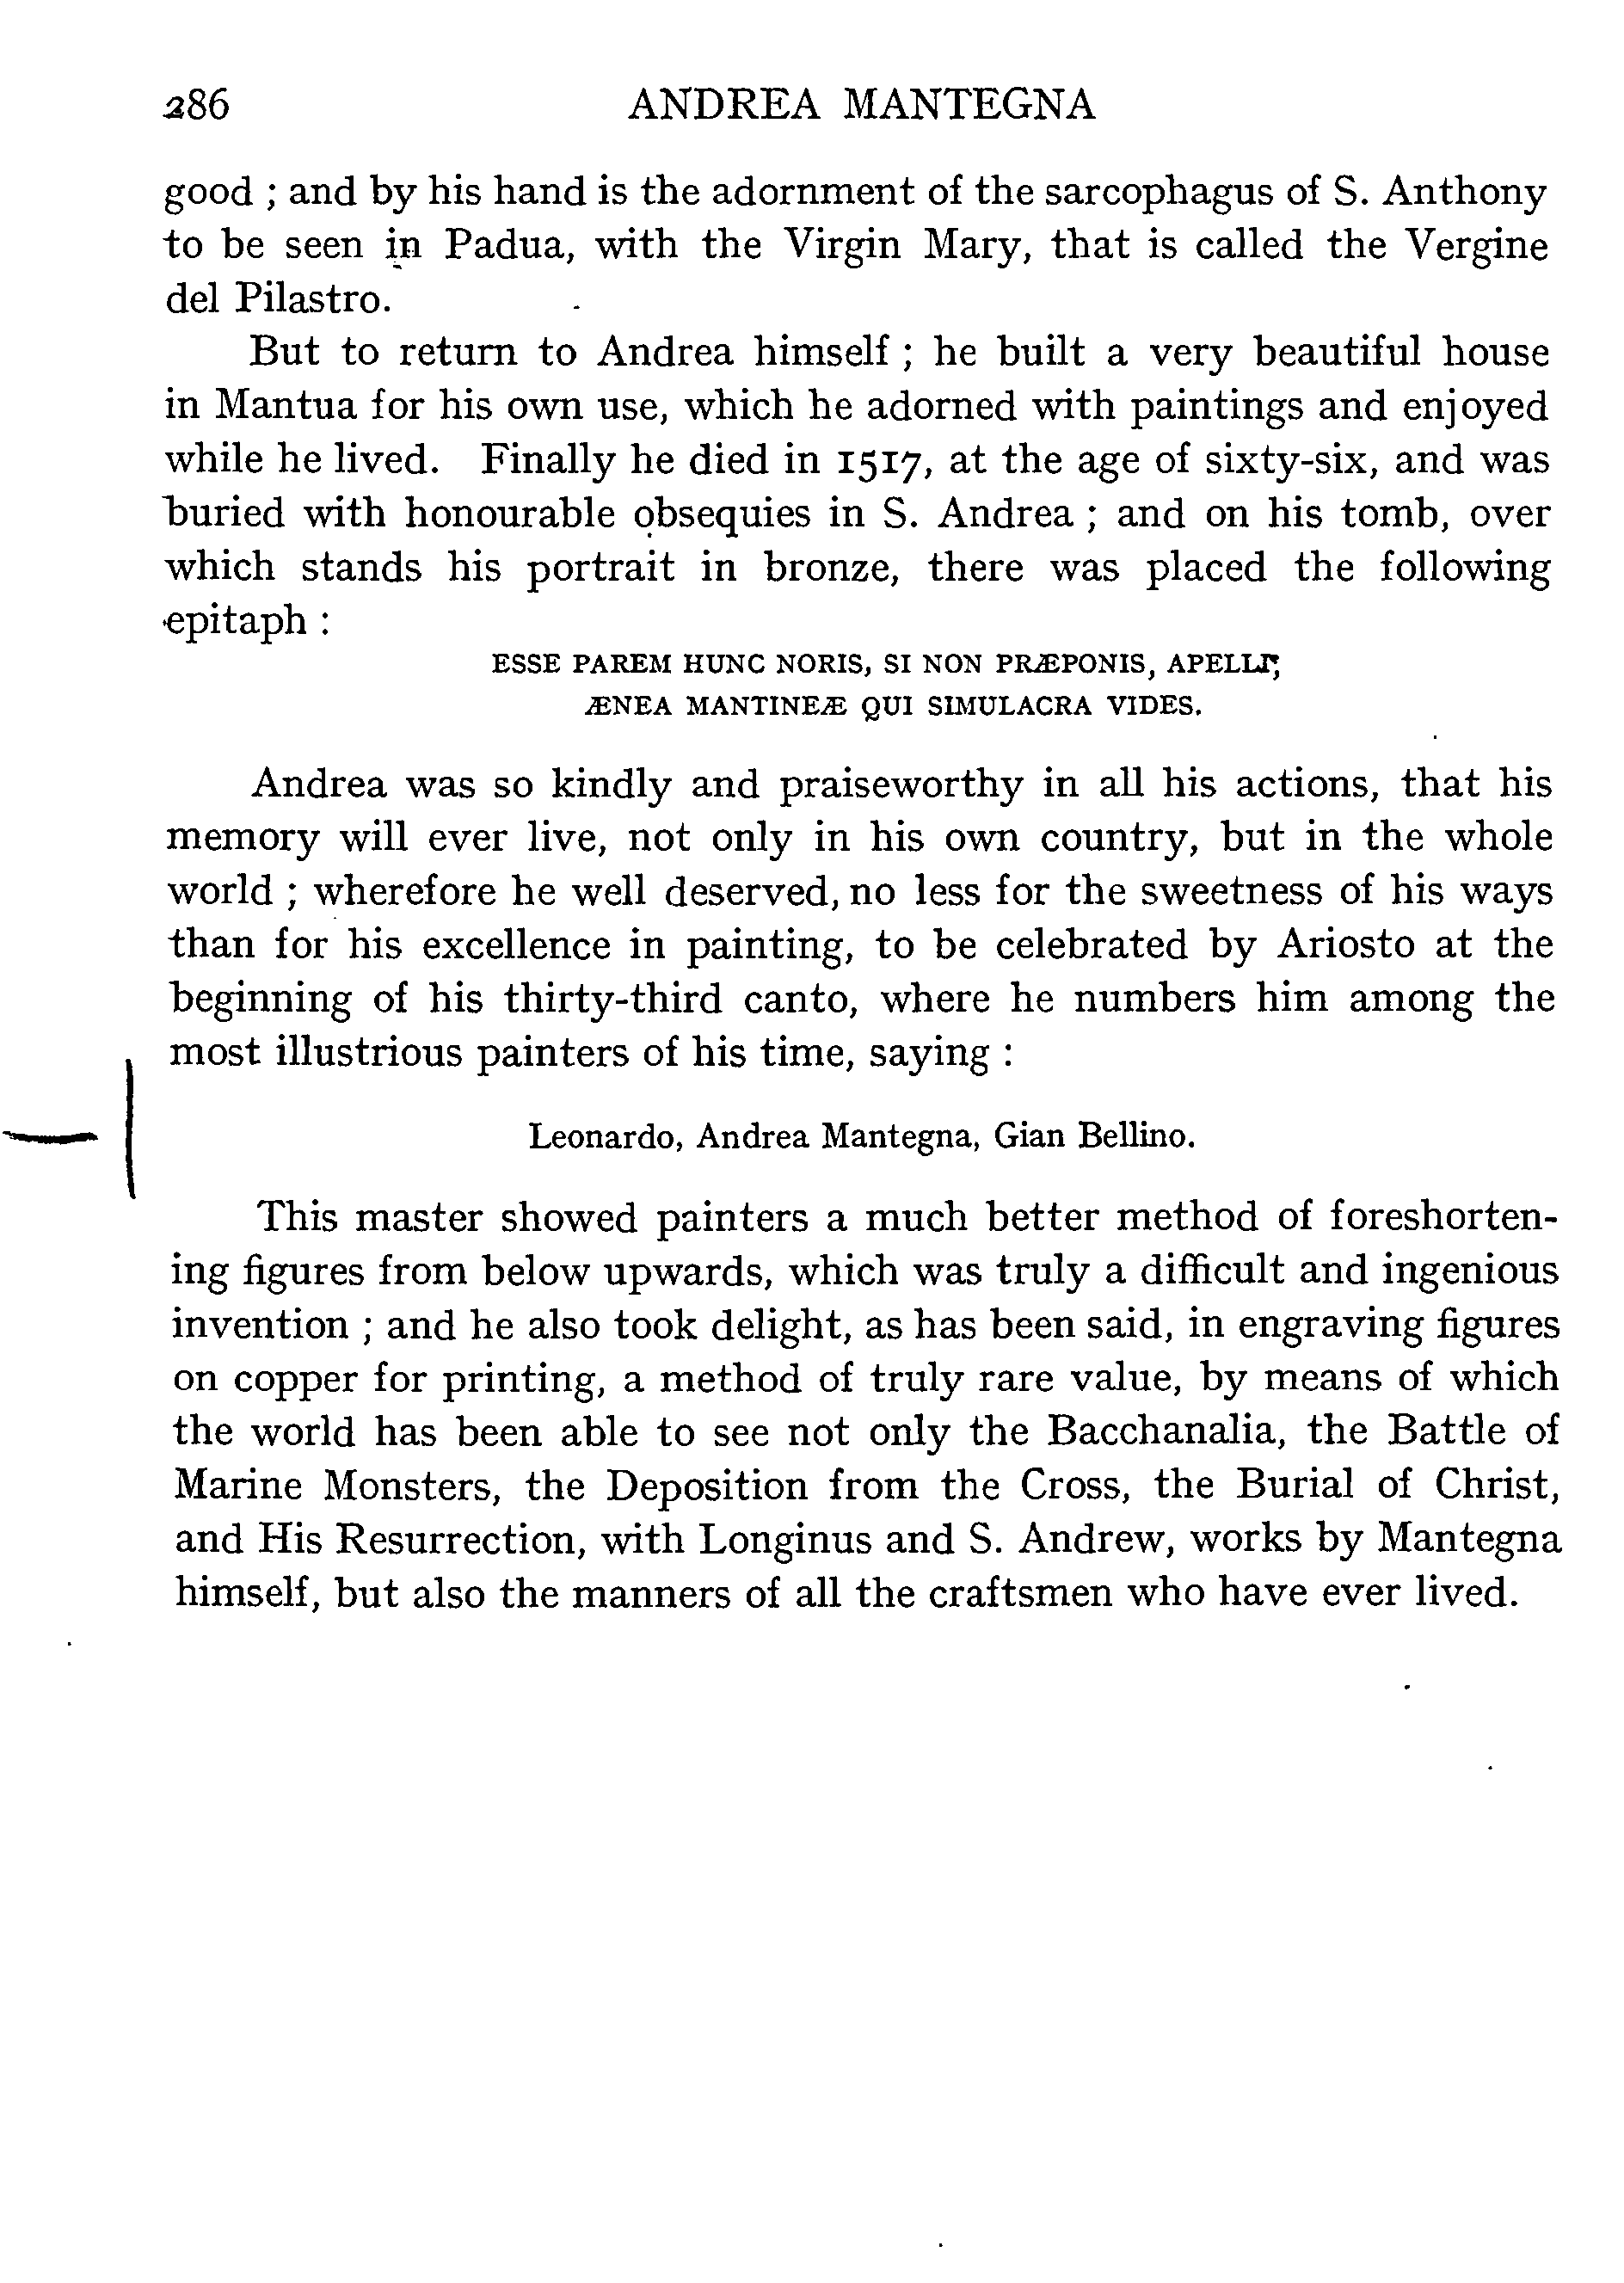 286 ANDREA MANTEGNA
good ; and by his hand is the adornment of the sarcophagus of S. Anthony
to be seen in Padua, with the Virgin Mary, that is called the Vergine
del Pilastro.
But to return to Andrea himself ; he built a very beautiful house
in Mantua for his own use, which he adorned with paintings and enjoyed
while he lived. Finally he died in 1517, at the age of sixty-six, and was
buried with honourable obsequies in S. Andrea ; and on his tomb, over
which stands his portrait in bronze, there was placed the following
epitaph :
ESSE PAREM HUNC NORIS, SI NON PRÆPONIS, APELLI,
ÆNEA MANTINEÆ QUI SIMULACRA VIDES.
Andrea was so kindly and praiseworthy in all his actions, that his
memory will ever live, not only in his own country, but in the whole
world ; wherefore he well deserved, no less for the sweetness of his ways
than for his excellence in painting, to be celebrated by Ariosto at the
beginning of his thirty-third canto, where he numbers him among the
most illustrious painters of his time, saying :
Leonardo, Andrea Mantegna, Gian Bellino.
This master showed painters a much better method of foreshorten-
ing figures from below upwards, which was truly a difficult and ingenious
invention ; and he also took delight, as has been said, in engraving figures
on copper for printing, a method of truly rare value, by means of which
the world has been able to see not only the Bacchanalia, the Battle of
Marine Monsters, the Deposition from the Cross, the Burial of Christ,
and His Resurrection, with Longinus and S. Andrew, works by Mantegna
himself, but also the manners of all the craftsmen who have ever lived.